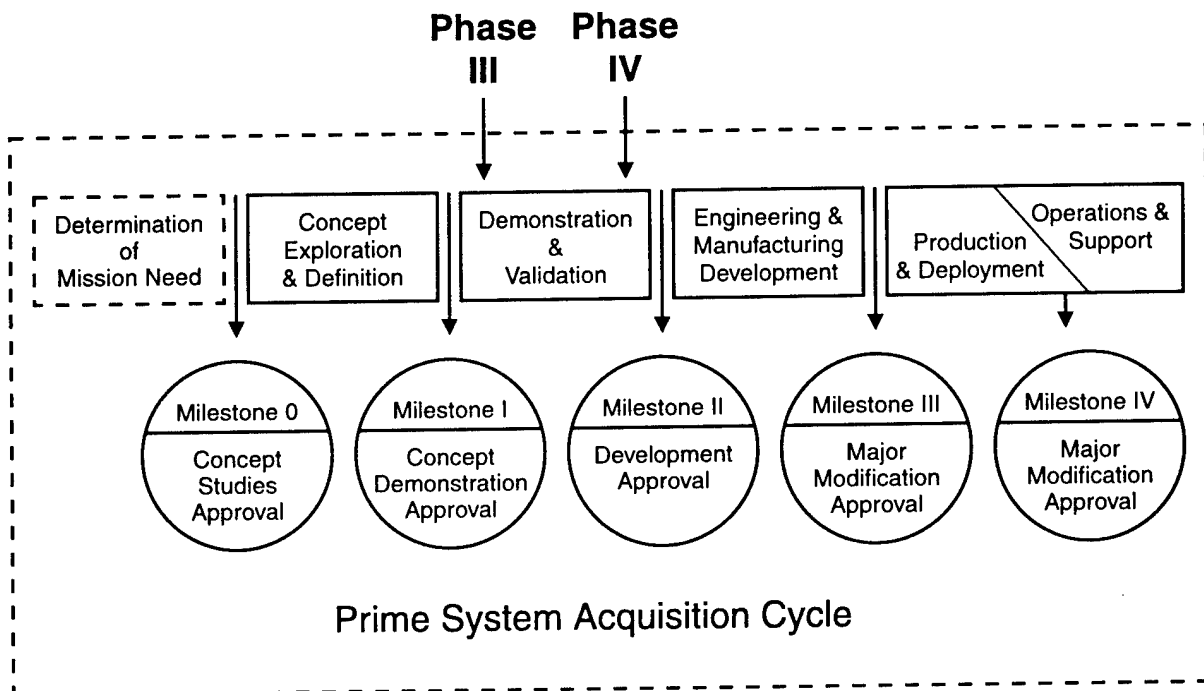 Phase Phase
III IV
Determination
of
Mission Need
Concept
Exploration
& Definition
Demonstration
&
Validation
Engineering &
Manufacturing
Development
Production
& Deployment
Operations &
Support
Milestone 0
Concept
Studies
Approval
Milestone I
Concept
Demonstration
Approval
Milestone II
Development
Approval
Milestone III
Major
Modification
Approval
Milestone IV
Major
Modification
Approval
Prime System Acquisition Cycle